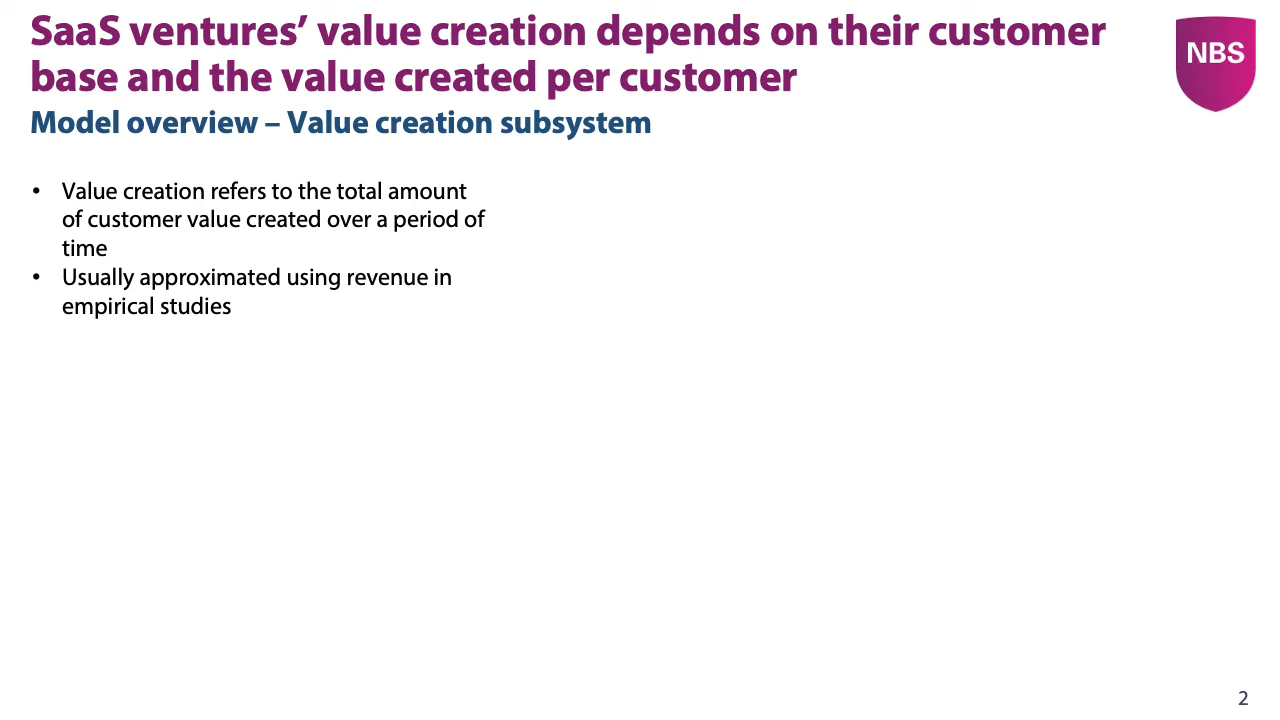 SaaS ventures’ value creation depends on their customer
base and the value created per customer
NBS
Model overview – Value creation subsystem
• Value creation refers to the total amount
of customer value created over a period of
time
• Usually approximated using revenue in
empirical studies
2